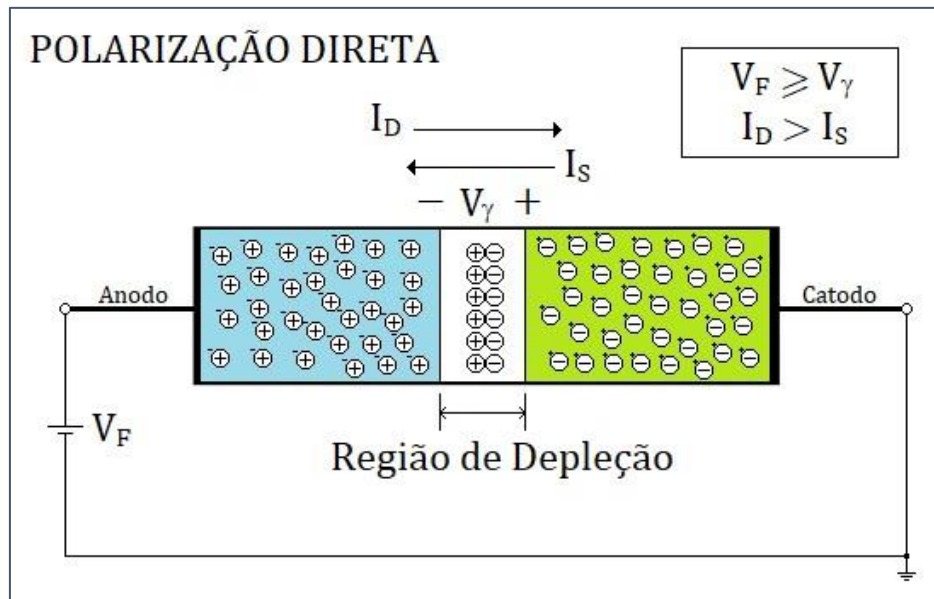 POLARIZAÇÃO DIRETA
V_F ⩾ V_γ
I_D > I_S
I_D
I_S
− V_γ +
Anodo
Catodo
V_F
Região de Depleção